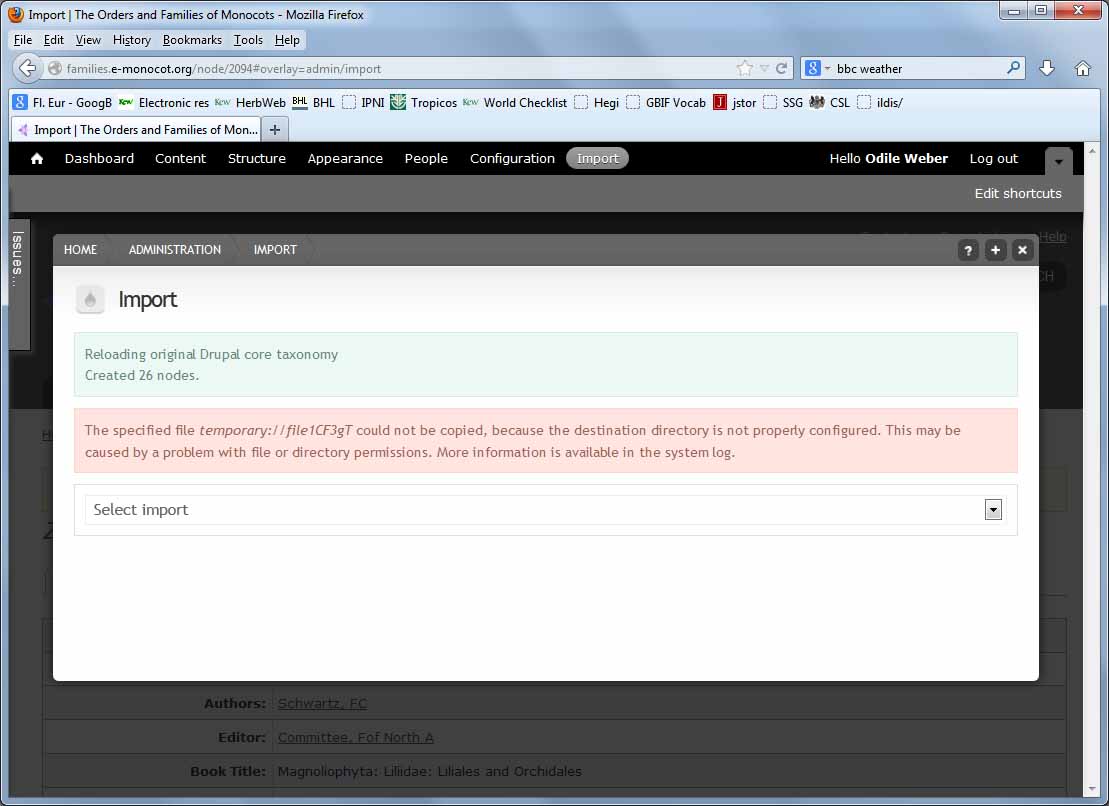 Import | The Orders and Families of Monocots - Mozilla Firefox
File Edit View History Bookmarks Tools Help
families.e-monocot.org/node/2094#overlay=admin/import
bbc weather
Fl. Eur - GoogB Electronic res HerbWeb BHL IPNI Tropicos World Checklist Hegi GBIF Vocab jstor SSG CSL ildis/
Import | The Orders and Families of Mon... +
Dashboard Content Structure Appearance People Configuration Import Hello Odile Weber Log out
Edit shortcuts
Issues...
Help
HOME ADMINISTRATION IMPORT ? + ×
Import
Reloading original Drupal core taxonomy
Created 26 nodes.
The specified file temporary://file1CF3gT could not be copied, because the destination directory is not properly configured. This may be
caused by a problem with file or directory permissions. More information is available in the system log.
Select import
Authors: Schwartz, FC
Editor: Committee, Fof North A
Book Title: Magnoliophyta: Liliidae: Liliales and Orchidales